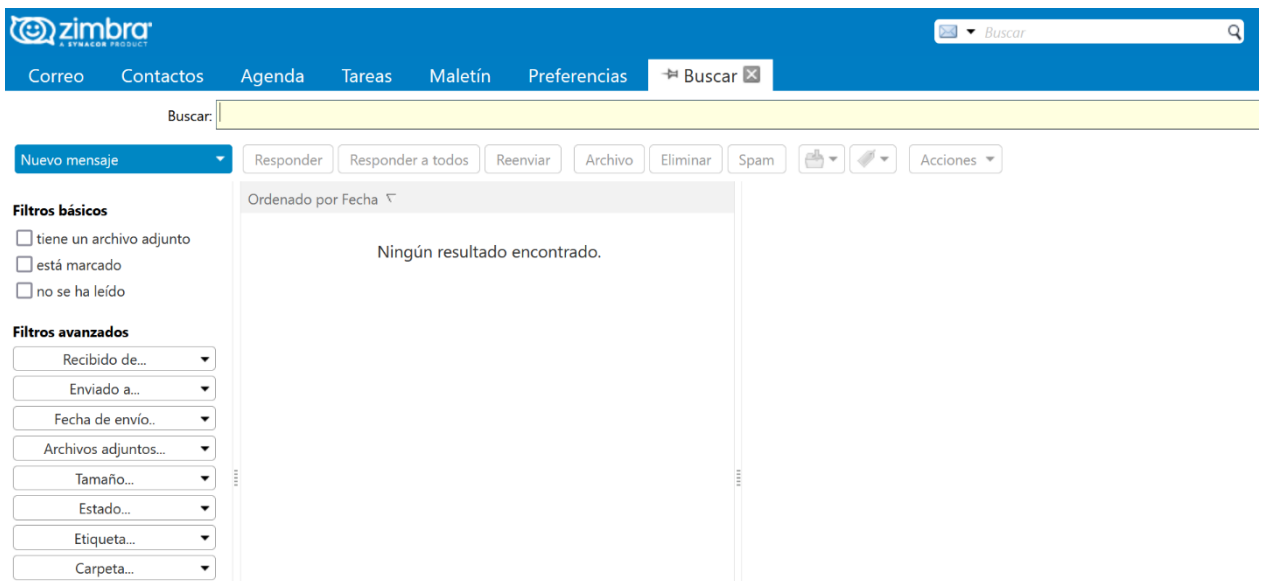 zimbra
A SYNACOR PRODUCT
Buscar
Correo Contactos Agenda Tareas Maletín Preferencias Buscar
Buscar:
Nuevo mensaje Responder Responder a todos Reenviar Archivo Eliminar Spam Acciones
Ordenado por Fecha
Filtros básicos
tiene un archivo adjunto
Ningún resultado encontrado.
está marcado
no se ha leído
Filtros avanzados
Recibido de...
Enviado a...
Fecha de envío..
Archivos adjuntos...
Tamaño...
Estado...
Etiqueta...
Carpeta...